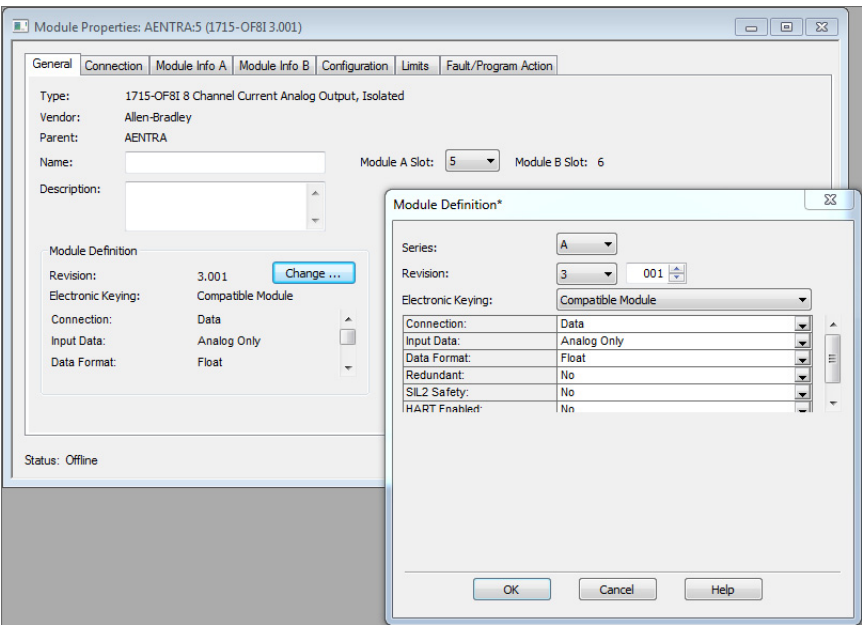 Module Properties: AENTRA:5 (1715-OF8I 3.001)
General Connection Module Info A Module Info B Configuration Limits Fault/Program Action
Type: 1715-OF8I 8 Channel Current Analog Output, Isolated
Vendor: Allen-Bradley
Parent: AENTRA
Name: Module A Slot: 5 Module B Slot: 6
Description:
Module Definition
Revision: 3.001 Change ...
Electronic Keying: Compatible Module
Connection: Data
Input Data: Analog Only
Data Format: Float
Status: Offline
Module Definition*
Series: A
Revision: 3 001
Electronic Keying: Compatible Module
Connection: Data
Input Data: Analog Only
Data Format: Float
Redundant: No
SIL2 Safety: No
HART Enabled: No
OK Cancel Help